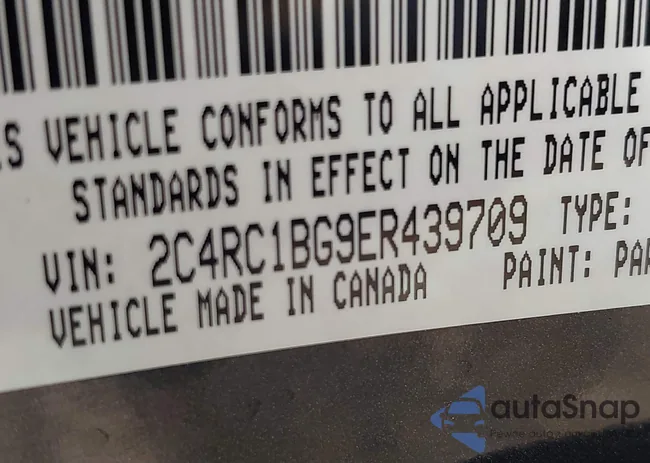 S VEHICLE CONFORMS TO ALL APPLICABLE
STANDARDS IN EFFECT ON THE DATE OF
VIN: 2C4RC1BG9ER439709 TYPE:
VEHICLE MADE IN CANADA PAINT: PA
autoSnap